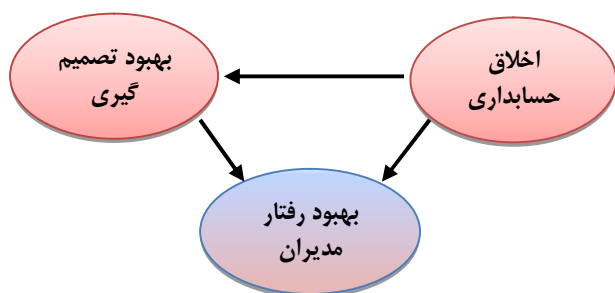 اخلاق
حسابداری
بهبود تصمیم
گیری
بهبود رفتار
مدیران